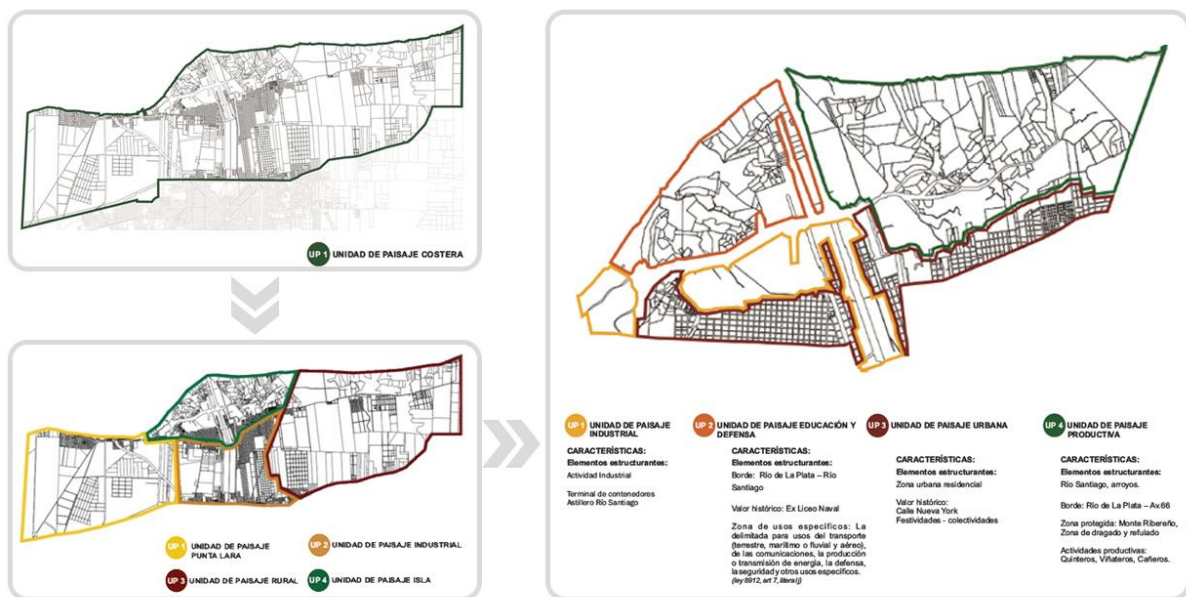 UP 1 UNIDAD DE PAISAJE COSTERA
UP 1 UNIDAD DE PAISAJE
PUNTA LARA
UP 2 UNIDAD DE PAISAJE INDUSTRIAL
UP 3 UNIDAD DE PAISAJE RURAL
UP 4 UNIDAD DE PAISAJE ISLA
UP 1 UNIDAD DE PAISAJE
INDUSTRIAL
CARACTERÍSTICAS:
Elementos estructurantes:
Actividad Industrial
Terminal de contenedores
Astillero Río Santiago
UP 2 UNIDAD DE PAISAJE EDUCACIÓN Y
DEFENSA
CARACTERÍSTICAS:
Elementos estructurantes:
Borde: Río de La Plata – Río
Santiago
Valor histórico: Ex Liceo Naval
Zona de usos específicos: La
delimitada para usos del transporte
(terrestre, marítimo o fluvial y aéreo),
de las comunicaciones, la producción
o transmisión de energía, la defensa,
la seguridad y otros usos específicos.
(ley 8912, art 7, literal j)
UP 3 UNIDAD DE PAISAJE URBANA
CARACTERÍSTICAS:
Elementos estructurantes:
Zona urbana residencial
Valor histórico:
Calle Nueva York
Festividades - colectividades
UP 4 UNIDAD DE PAISAJE
PRODUCTIVA
CARACTERÍSTICAS:
Elementos estructurantes:
Río Santiago, arroyos.
Borde: Río de La Plata – Av.66
Zona protegida: Monte Ribereño,
Zona de dragado y refulado
Actividades productivas:
Quinteros, Viñateros, Cañeros.